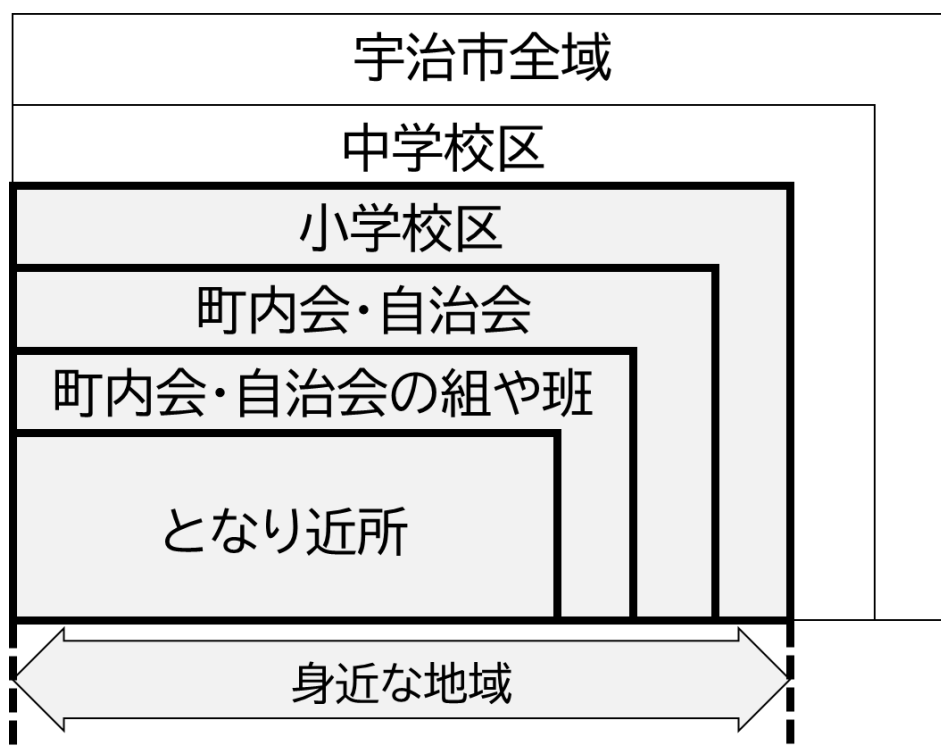 宇治市全域
中学校区
小学校区
町内会・自治会
町内会・自治会の組や班
となり近所
身近な地域